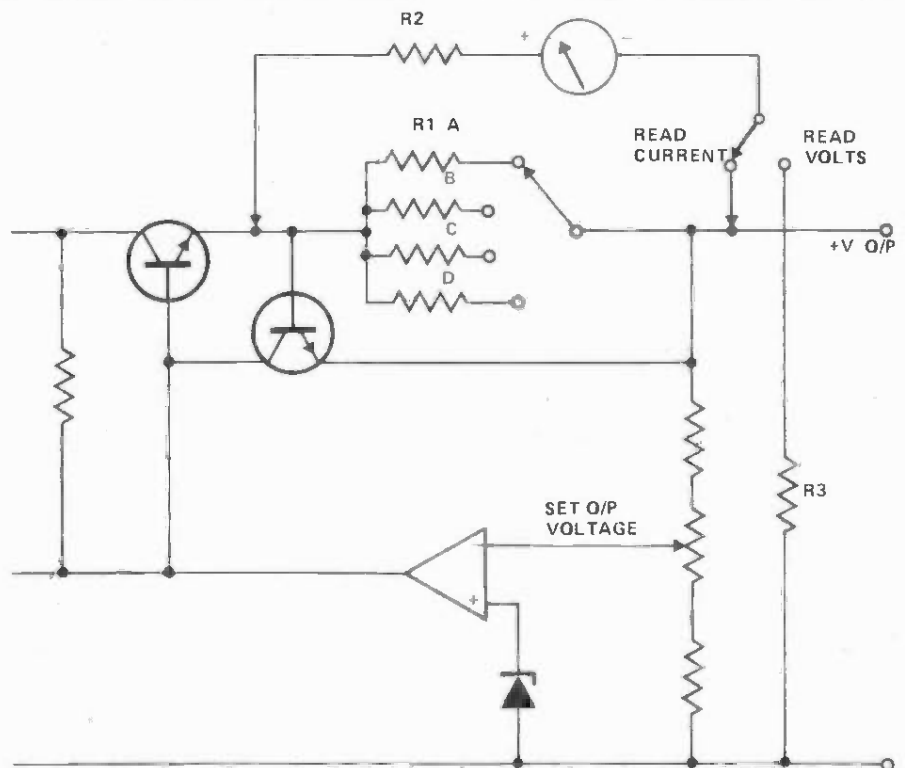 R2
+
−
R1 A
B
C
D
READ
CURRENT
READ
VOLTS
+V O/P
R3
SET O/P
VOLTAGE
−
+